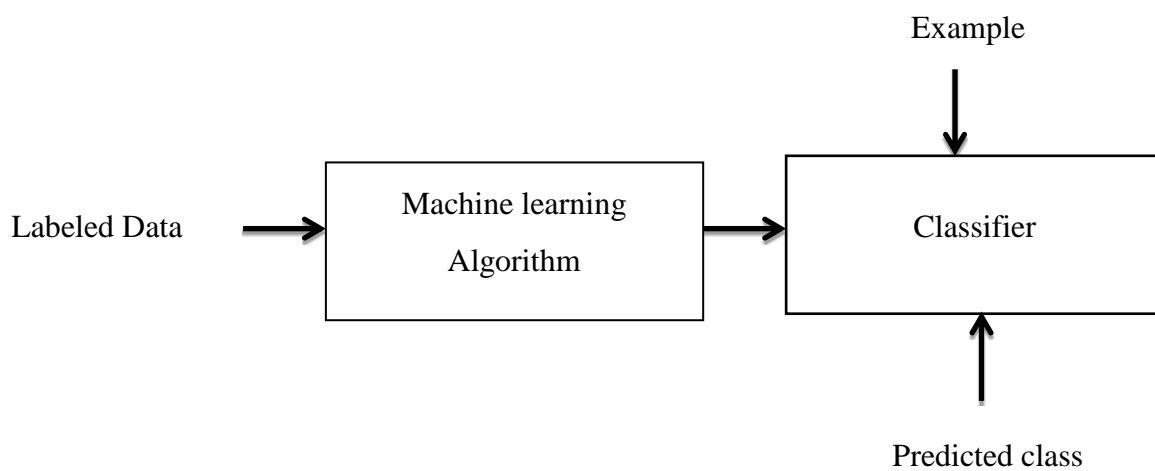 Example
Labeled Data
Machine learning
Algorithm
Classifier
Predicted class